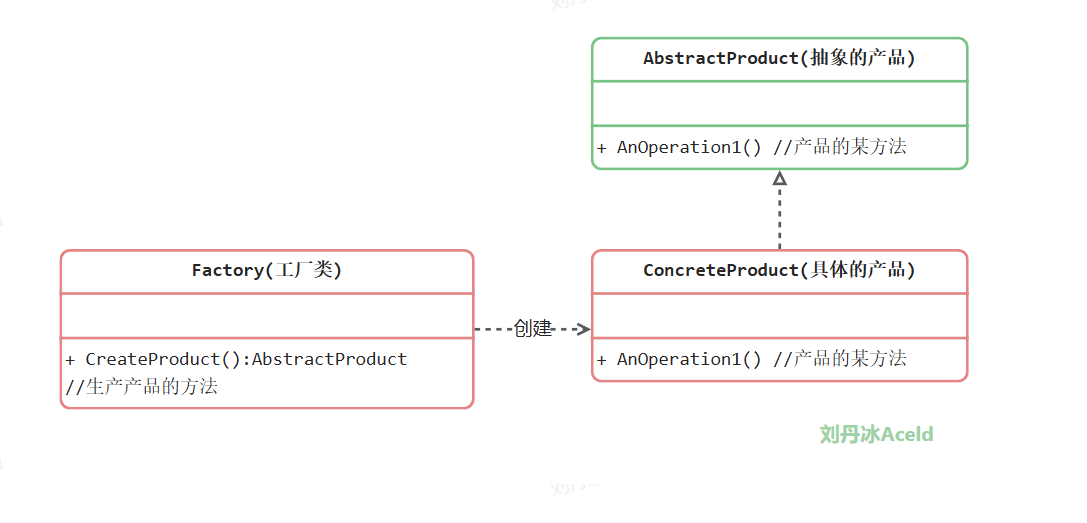 AbstractProduct(抽象的产品)
+ AnOperation1() //产品的某方法
Factory(工厂类)
+ CreateProduct():AbstractProduct
//生产产品的方法
创建
ConcreteProduct(具体的产品)
+ AnOperation1() //产品的某方法
刘丹冰Aceld